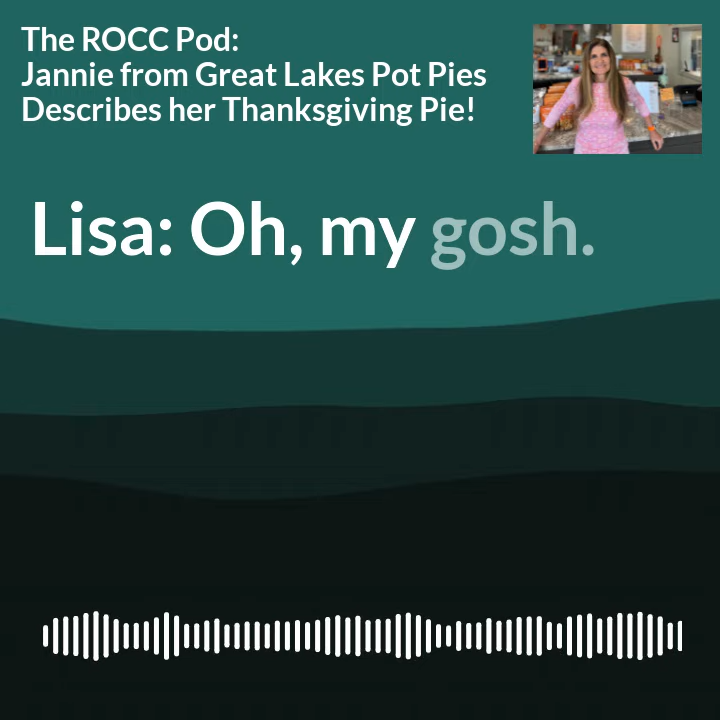 The ROCC Pod:
Jannie from Great Lakes Pot Pies
Describes her Thanksgiving Pie!
Lisa: Oh, my gosh.